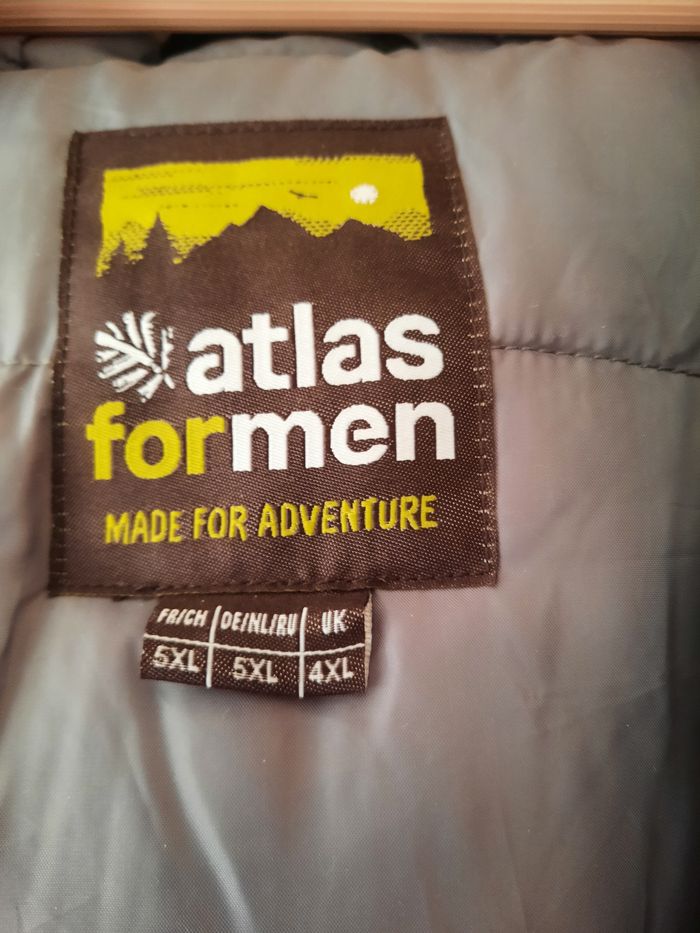 atlas
formen
MADE FOR ADVENTURE
FR/CH DE/NL/RU UK
5XL 5XL 4XL